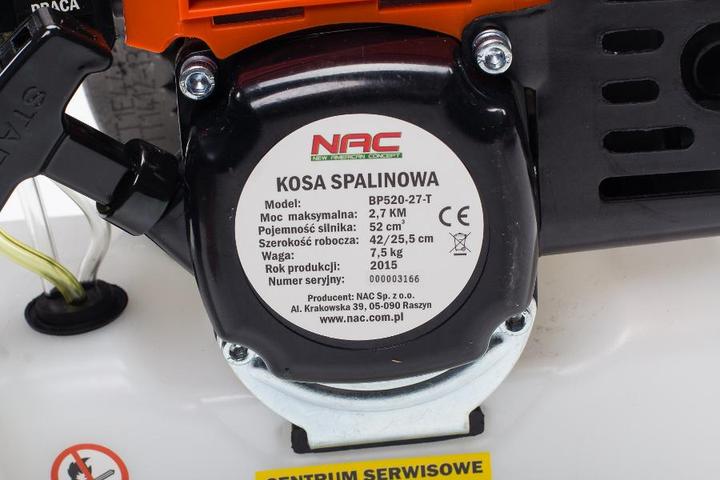 PRACA
START
NAC
NEW AMERICAN CONCEPT
KOSA SPALINOWA
Model: BP520-27-T
Moc maksymalna: 2,7 KM
Pojemność silnika: 52 cm³
Szerokość robocza: 42/25,5 cm
Waga: 7,5 kg
Rok produkcji: 2015
Numer seryjny: 000003166
CE
Producent: NAC Sp. z o.o.
Al. Krakowska 39, 05-090 Raszyn
www.nac.com.pl
CENTRUM SERWISOWE